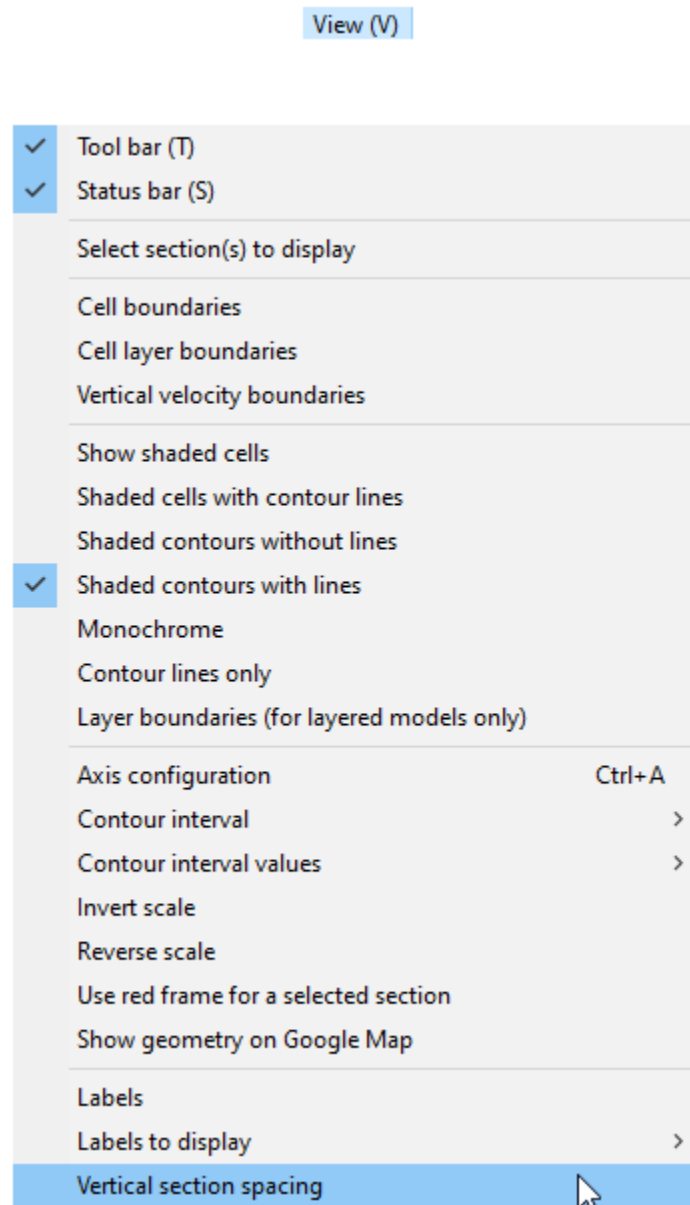 View (V)
Tool bar (T)
Status bar (S)
Select section(s) to display
Cell boundaries
Cell layer boundaries
Vertical velocity boundaries
Show shaded cells
Shaded cells with contour lines
Shaded contours without lines
Shaded contours with lines
Monochrome
Contour lines only
Layer boundaries (for layered models only)
Axis configuration Ctrl+A
Contour interval
Contour interval values
Invert scale
Reverse scale
Use red frame for a selected section
Show geometry on Google Map
Labels
Labels to display
Vertical section spacing